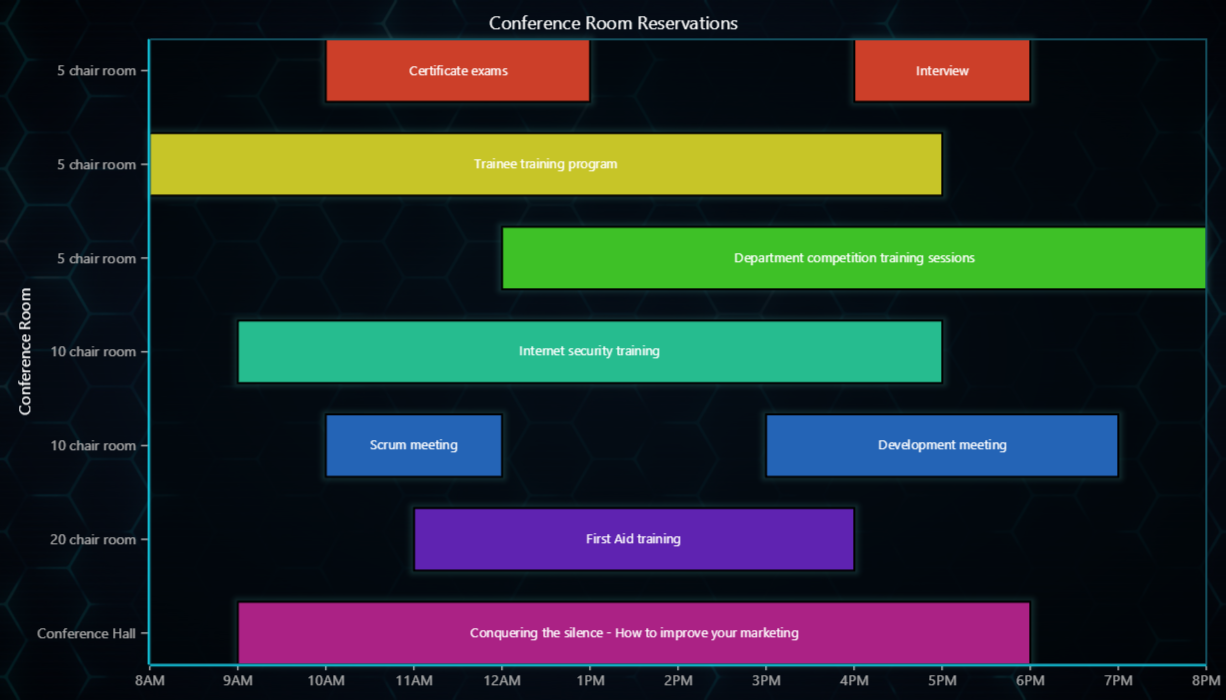 Conference Room Reservations
5 chair room
Certificate exams
Interview
5 chair room
Trainee training program
5 chair room
Department competition training sessions
Conference Room
10 chair room
Internet security training
10 chair room
Scrum meeting
Development meeting
20 chair room
First Aid training
Conference Hall
Conquering the silence - How to improve your marketing
8AM 9AM 10AM 11AM 12AM 1PM 2PM 3PM 4PM 5PM 6PM 7PM 8PM